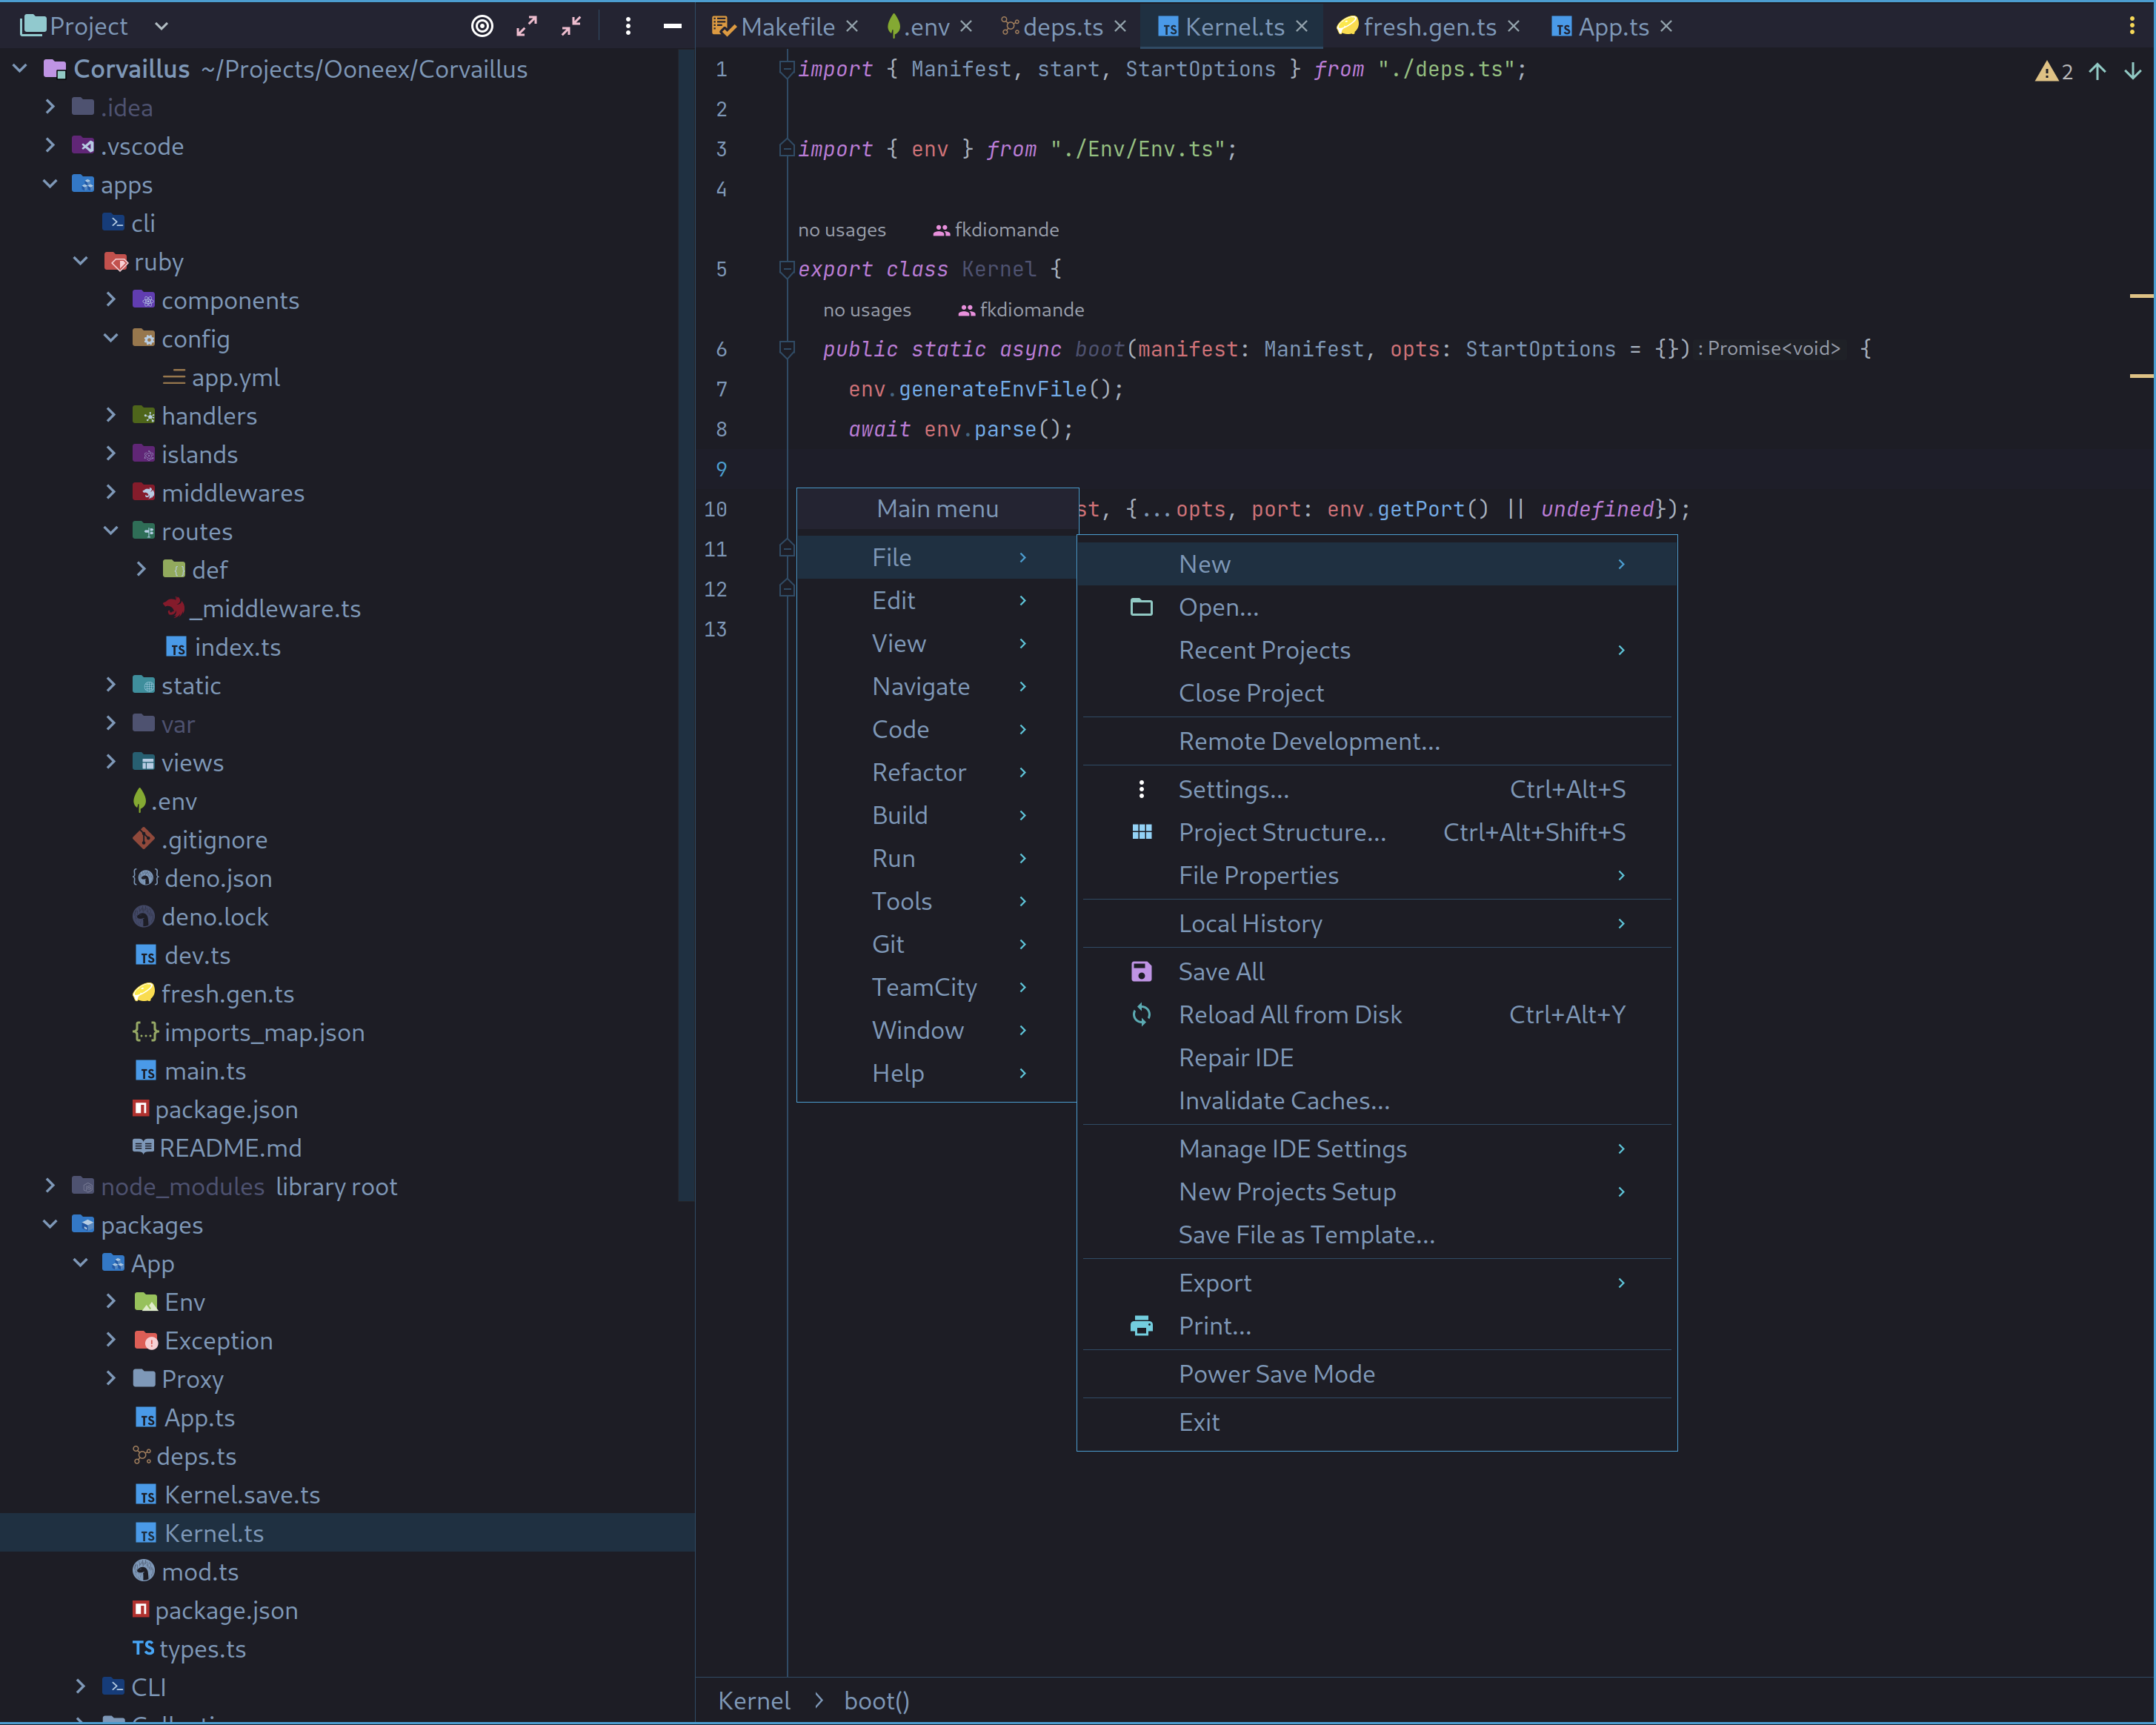 Project
Corvaillus ~/Projects/Ooneex/Corvaillus
.idea
.vscode
apps
cli
ruby
components
config
app.yml
handlers
islands
middlewares
routes
def
_middleware.ts
index.ts
static
var
views
.env
.gitignore
deno.json
deno.lock
dev.ts
fresh.gen.ts
imports_map.json
main.ts
package.json
README.md
node_modules library root
packages
App
Env
Exception
Proxy
App.ts
deps.ts
Kernel.save.ts
Kernel.ts
mod.ts
package.json
types.ts
CLI
Makefile .env deps.ts Kernel.ts fresh.gen.ts App.ts
2
1 import { Manifest, start, StartOptions } from "./deps.ts";
2
3 import { env } from "./Env/Env.ts";
4
no usages fkdiomande
5 export class Kernel {
no usages fkdiomande
6 public static async boot(manifest: Manifest, opts: StartOptions = {}) : Promise<void> {
7 env.generateEnvFile();
8 await env.parse();
9
10 st, {...opts, port: env.getPort() || undefined});
11
12
13
Main menu
File
Edit
View
Navigate
Code
Refactor
Build
Run
Tools
Git
TeamCity
Window
Help
New
Open...
Recent Projects
Close Project
Remote Development...
Settings... Ctrl+Alt+S
Project Structure... Ctrl+Alt+Shift+S
File Properties
Local History
Save All
Reload All from Disk Ctrl+Alt+Y
Repair IDE
Invalidate Caches...
Manage IDE Settings
New Projects Setup
Save File as Template...
Export
Print...
Power Save Mode
Exit
Kernel > boot()